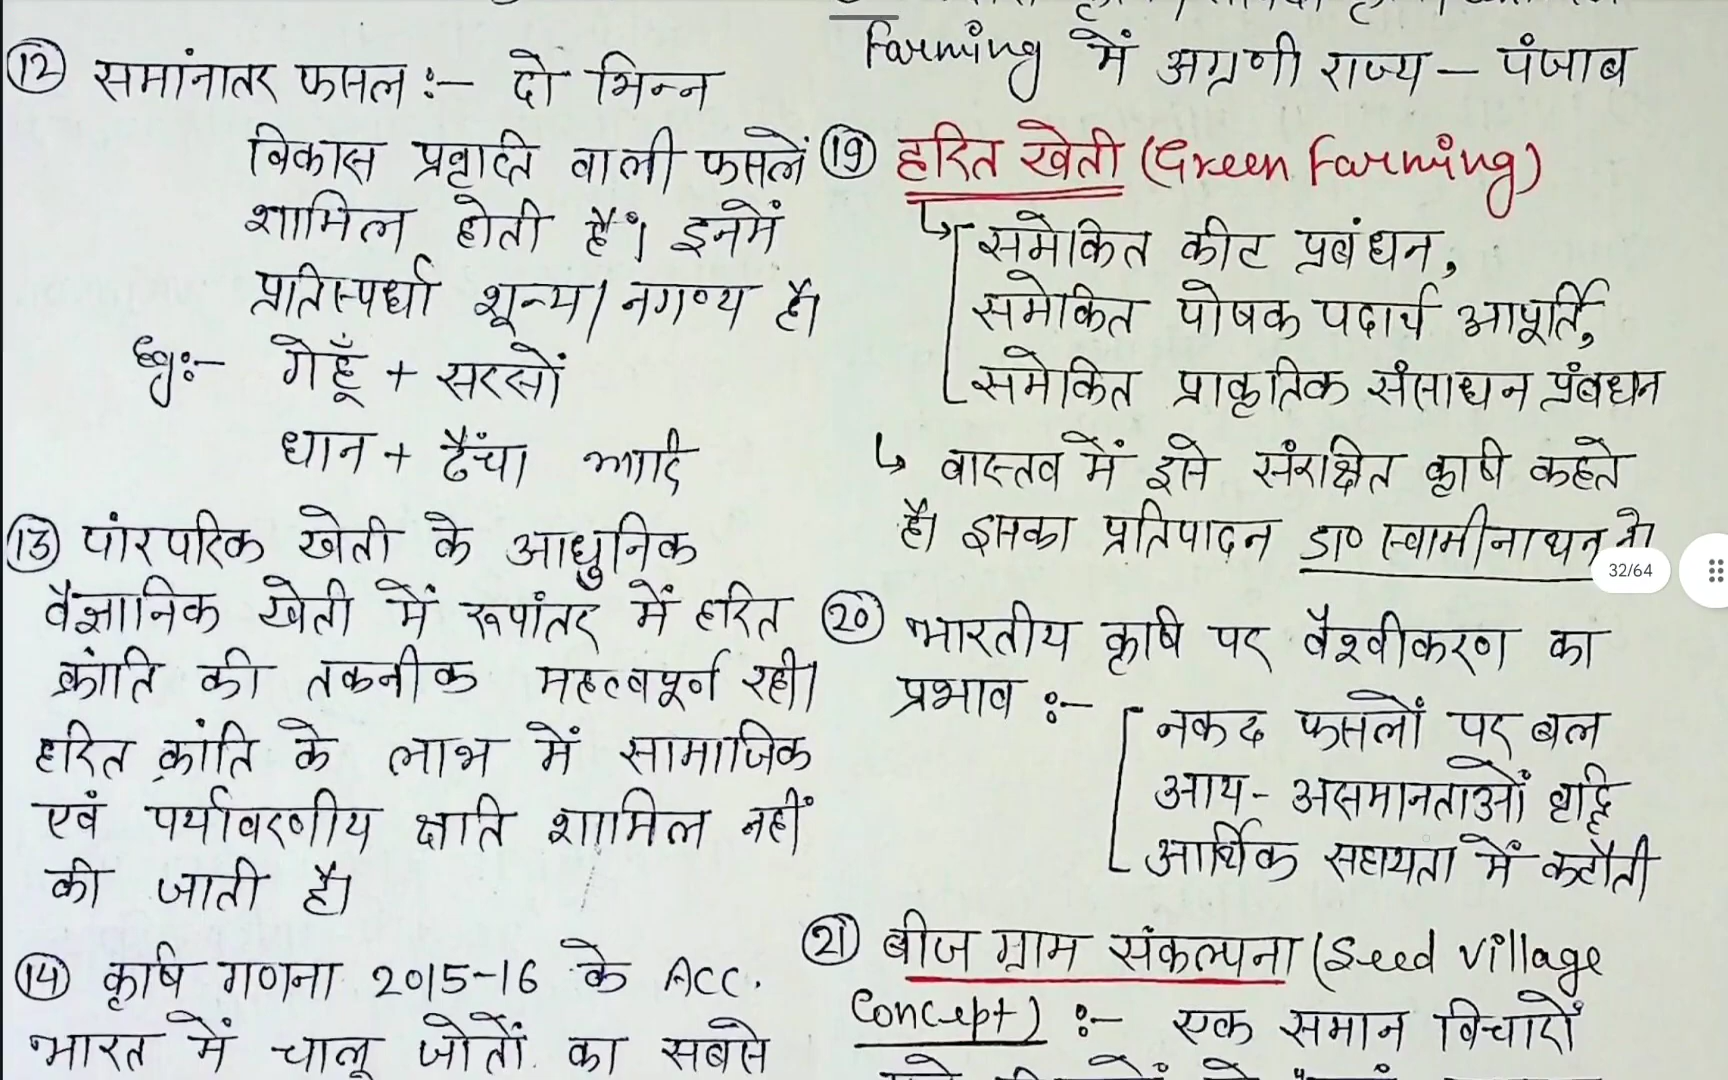 ⑫ समांनातर फसल :- दो भिन्न
विकास प्रवृति वाली फसलें
शामिल होती हैं। इनमें
प्रतिस्पर्धा शून्य/नगण्य है।
Eg:- गेहूँ + सरसों
धान + ढैंचा आदि
⑬ पांरपरिक खेती के आधुनिक
वैज्ञानिक खेती में रूपांतर में हरित
क्रांति की तकनीक महत्वपूर्ण रही।
हरित क्रांति के लाभ में सामाजिक
एवं पर्यावरणीय क्षति शामिल नहीं
की जाती है।
⑭ कृषि गणना 2015-16 के Acc.
भारत में चालू जोतों का सबसे
Farming में अग्रणी राज्य – पंजाब
⑲ हरित खेती (Green Farming)
समेकित कीट प्रबंधन,
समेकित पोषक पदार्थ आपूर्ति,
समेकित प्राकृतिक संसाधन प्रंबधन
↳ वास्तव में इसे संरक्षित कृषि कहते
है। इसका प्रतिपादन डा० स्वामीनाथन ने
32/64
⑳ भारतीय कृषि पर वैश्वीकरण का
प्रभाव :-
नकद फसलों पर बल
आय- असमानताओं वृद्धि
आर्थिक सहायता में कटौती
㉑ बीज ग्राम संकल्पना (Seed Village
Concept) :- एक समान विचारों